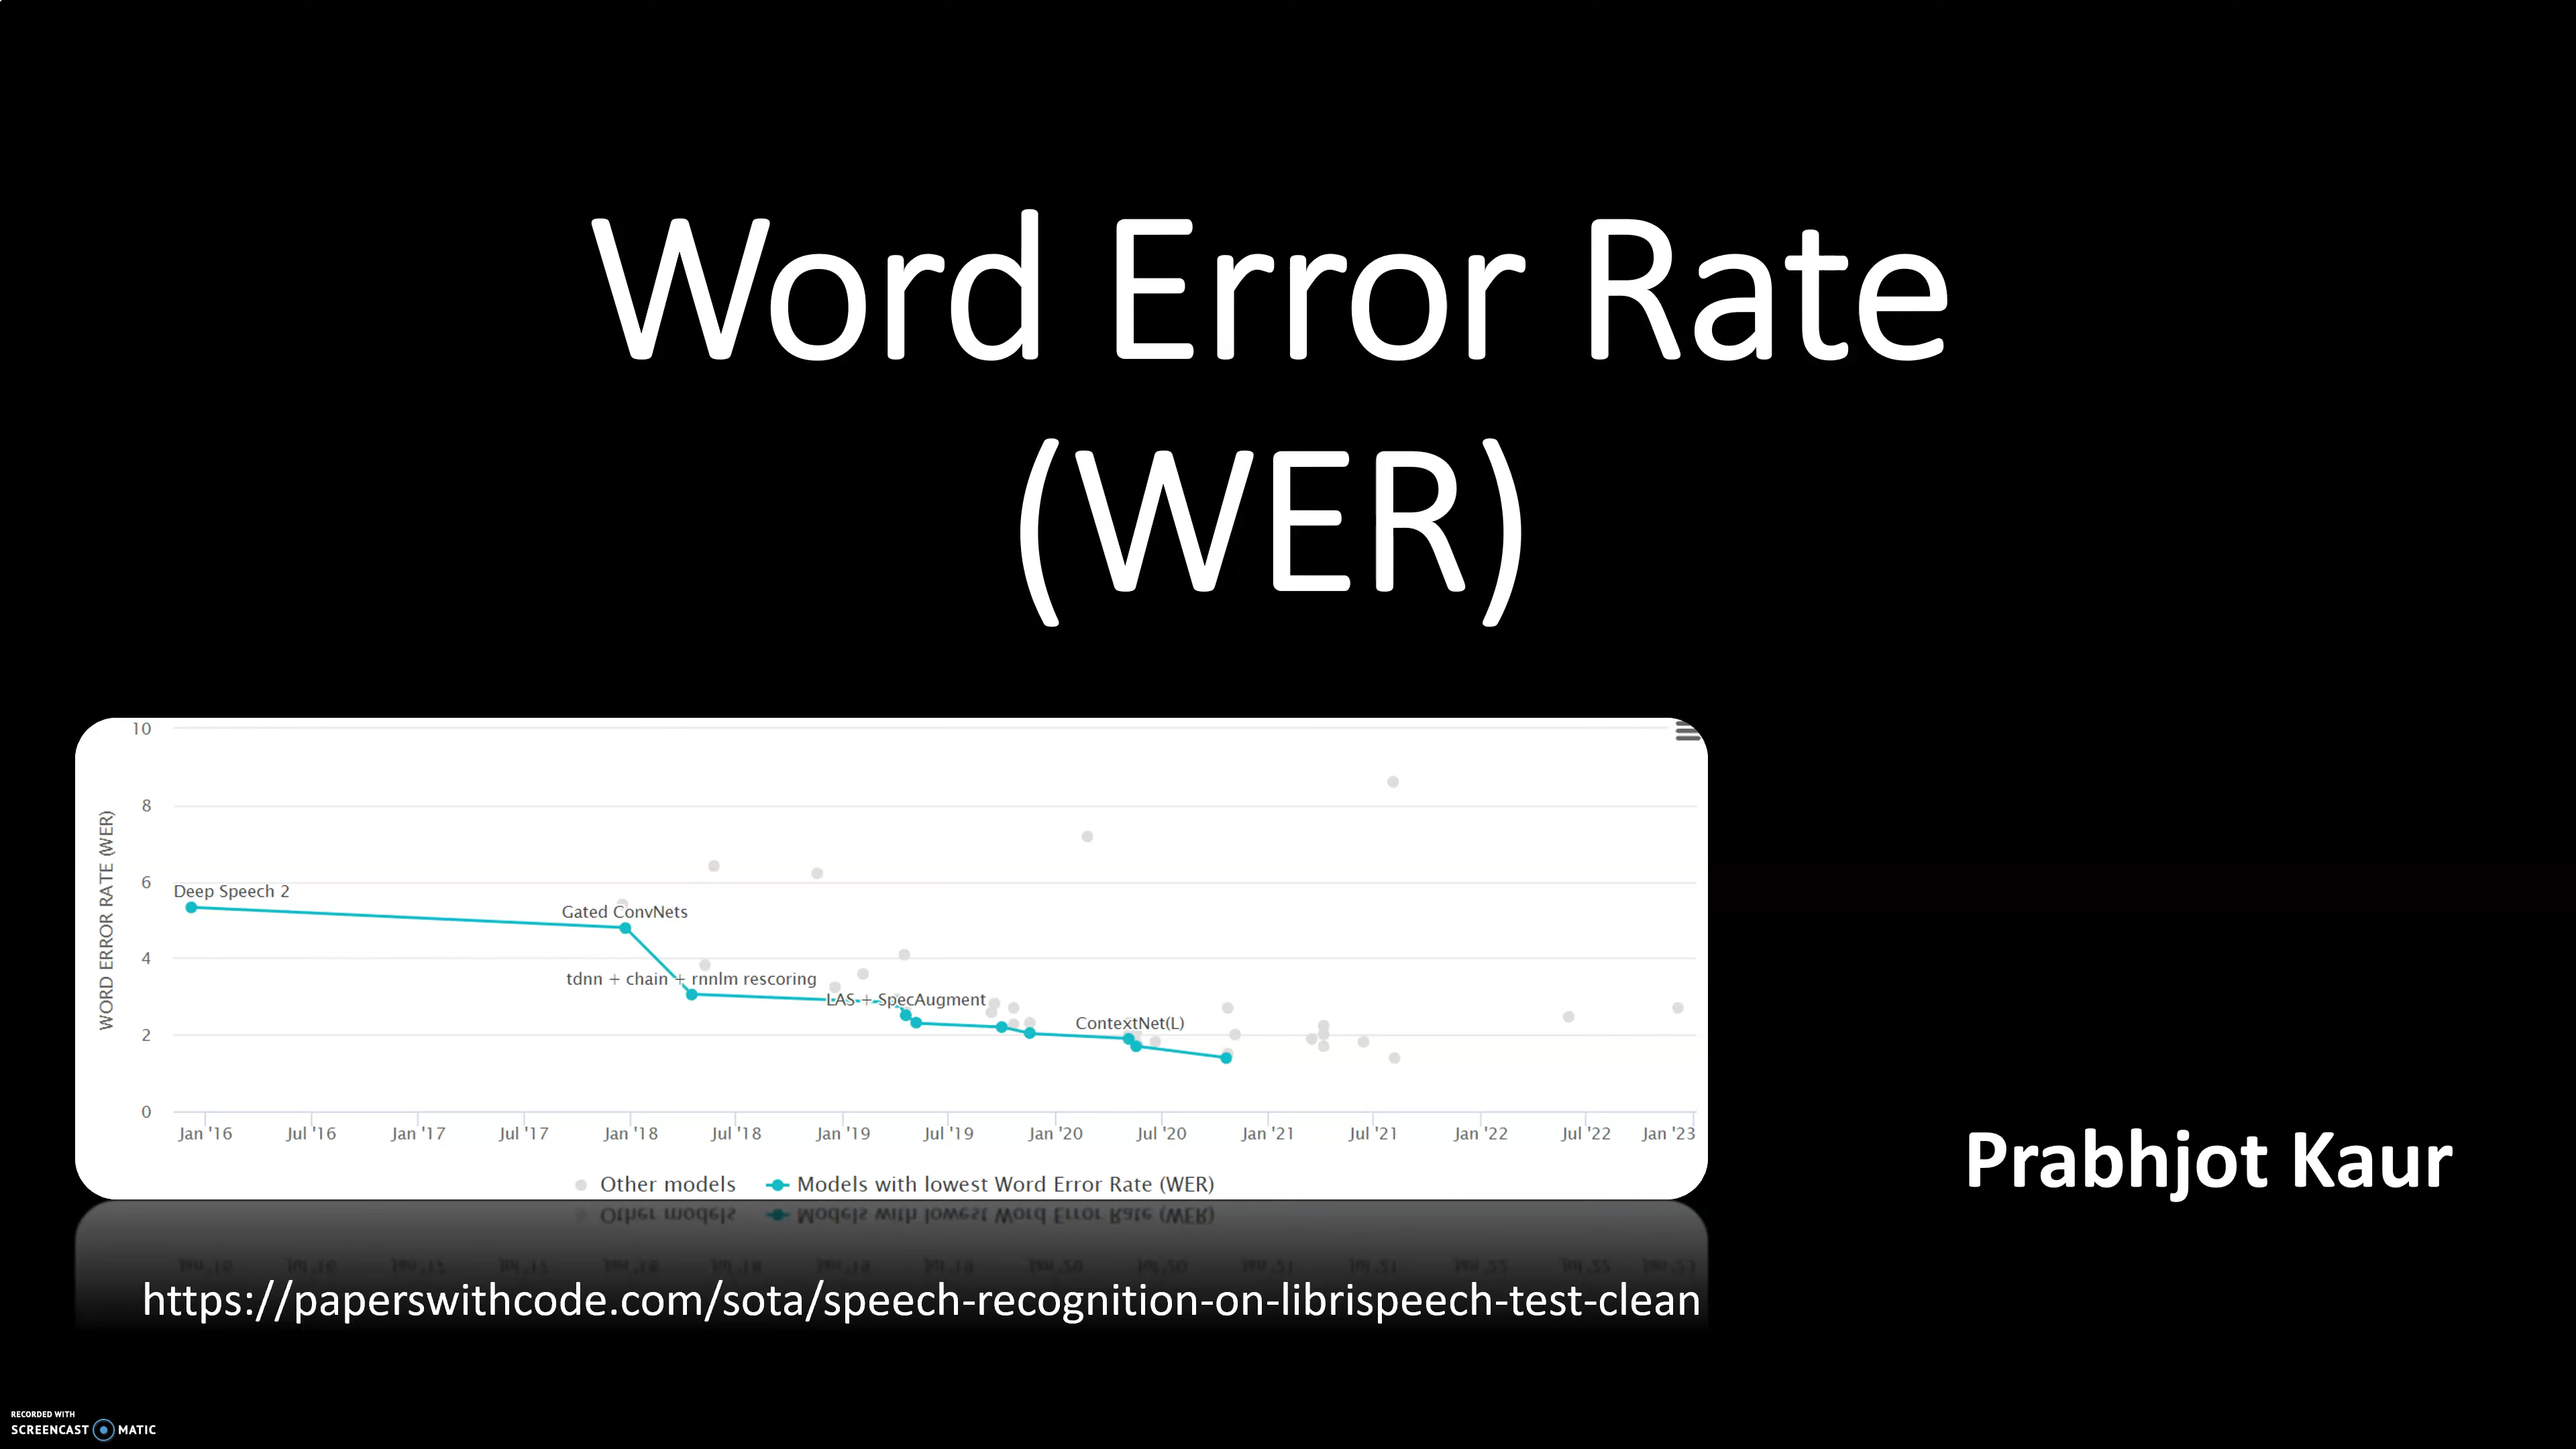 Word Error Rate
(WER)
10
8
6
4
2
0
WORD ERROR RATE (WER)
Deep Speech 2
Gated ConvNets
tdnn + chain + rnnlm rescoring
LAS + SpecAugment
ContextNet(L)
Jan '16 Jul '16 Jan '17 Jul '17 Jan '18 Jul '18 Jan '19 Jul '19 Jan '20 Jul '20 Jan '21 Jul '21 Jan '22 Jul '22 Jan '23
Other models Models with lowest Word Error Rate (WER)
Prabhjot Kaur
https://paperswithcode.com/sota/speech-recognition-on-librispeech-test-clean
RECORDED WITH
SCREENCAST MATIC